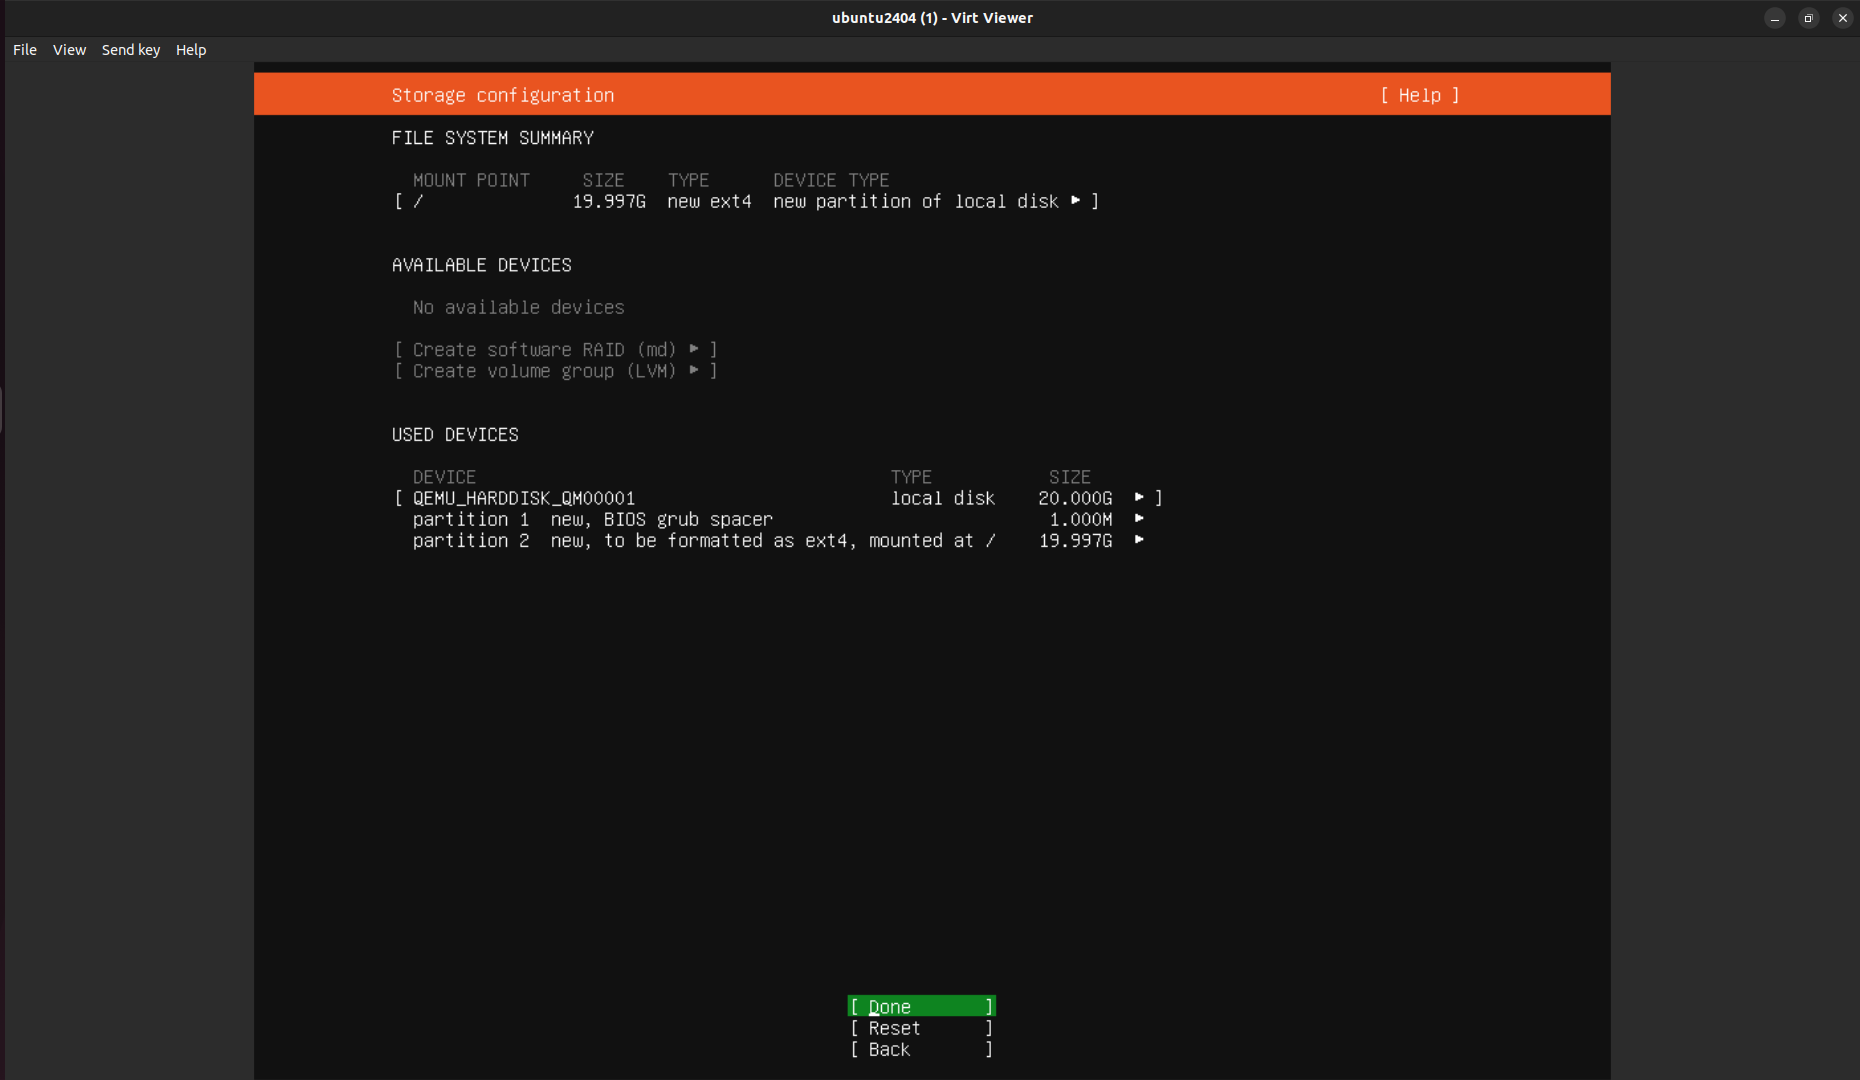 ubuntu2404 (1) - Virt Viewer
File View Send key Help
Storage configuration [ Help ]
FILE SYSTEM SUMMARY
MOUNT POINT SIZE TYPE DEVICE TYPE
[ / 19.997G new ext4 new partition of local disk ▸ ]
AVAILABLE DEVICES
No available devices
[ Create software RAID (md) ▸ ]
[ Create volume group (LVM) ▸ ]
USED DEVICES
DEVICE TYPE SIZE
[ QEMU_HARDDISK_QM00001 local disk 20.000G ▸ ]
partition 1 new, BIOS grub spacer 1.000M ▸
partition 2 new, to be formatted as ext4, mounted at / 19.997G ▸
[ Done ]
[ Reset ]
[ Back ]